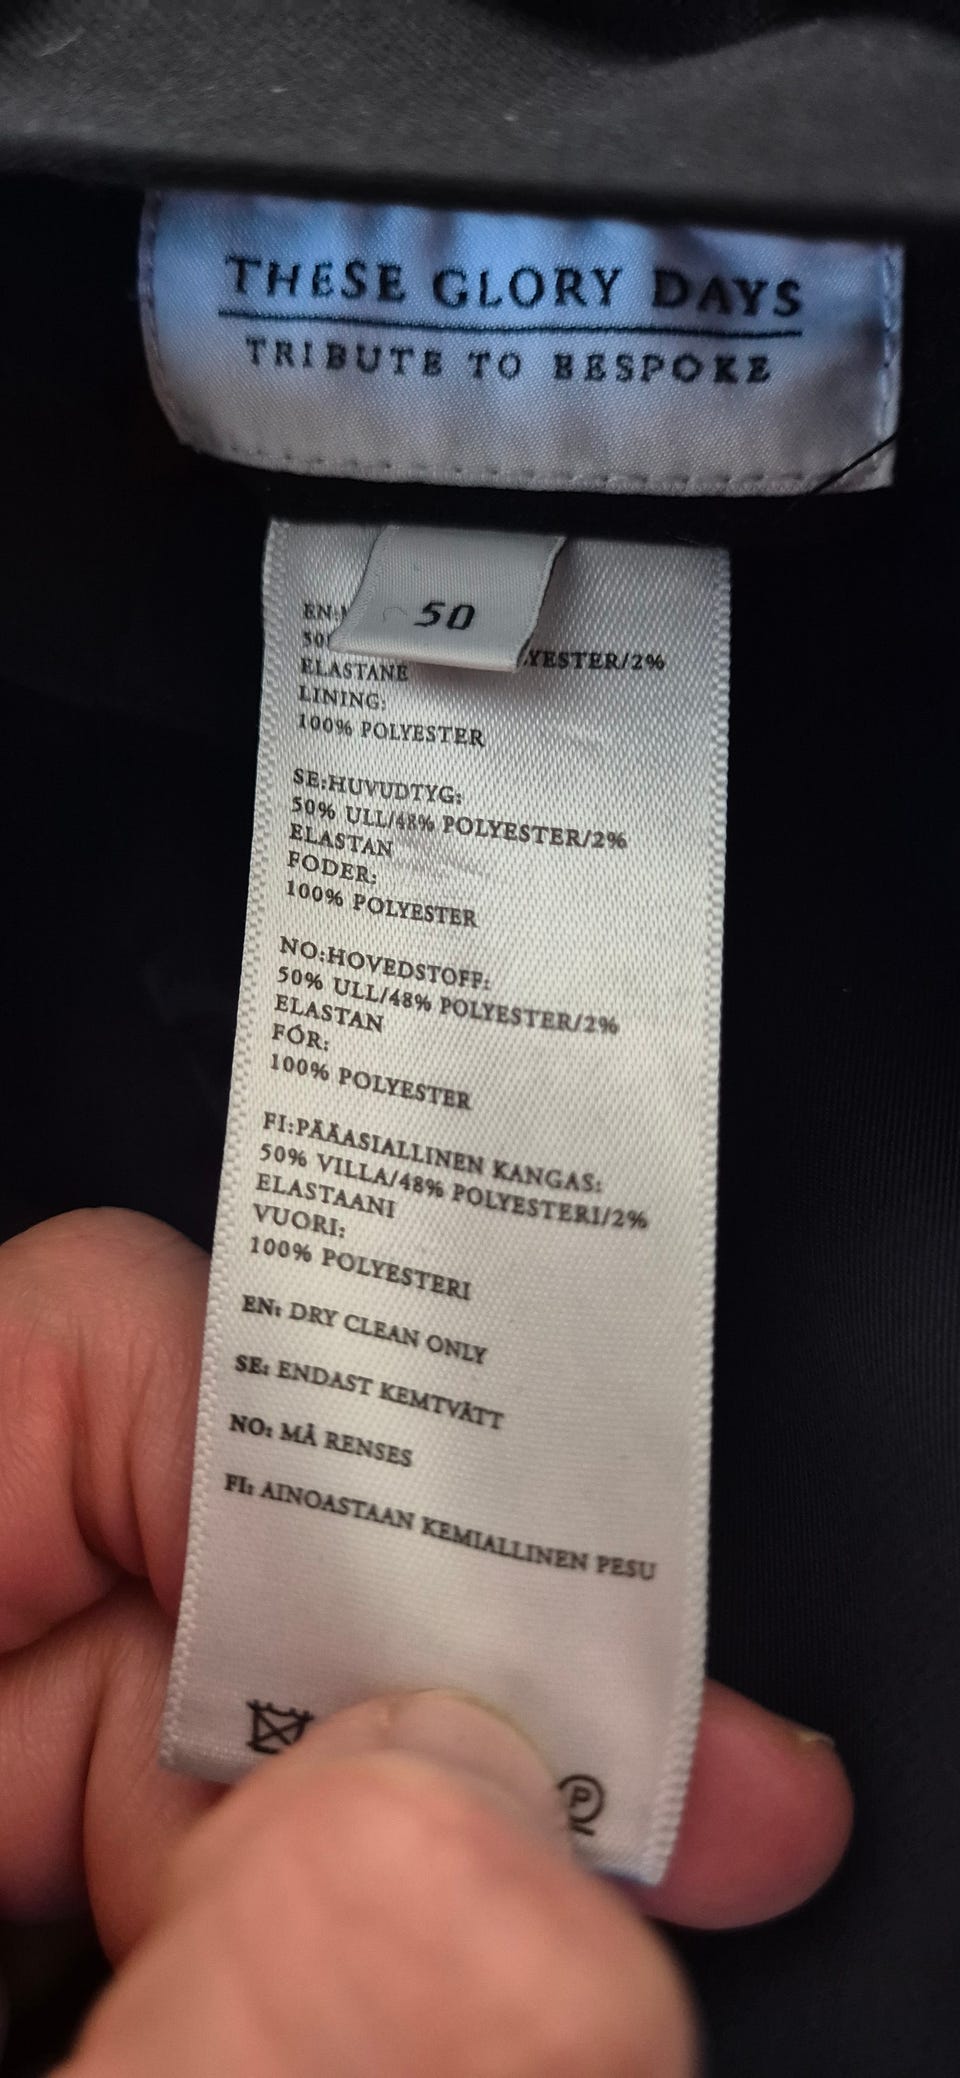 THESE GLORY DAYS
TRIBUTE TO BESPOKE
50
EN:
YESTER/2%
ELASTANE
LINING:
100% POLYESTER
SE:HUVUDTYG:
50% ULL/48% POLYESTER/2%
ELASTAN
FODER:
100% POLYESTER
NO:HOVEDSTOFF:
50% ULL/48% POLYESTER/2%
ELASTAN
FÓR:
100% POLYESTER
FI:PÄÄASIALLINEN KANGAS:
50% VILLA/48% POLYESTERI/2%
ELASTAANI
VUORI:
100% POLYESTERI
EN: DRY CLEAN ONLY
SE: ENDAST KEMTVÄTT
NO: MÅ RENSES
FI: AINOASTAAN KEMIALLINEN PESU
P